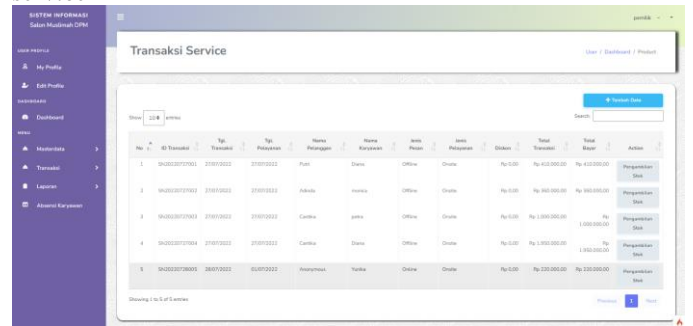 SISTEM INFORMASI
Salon Muslimah DPM
pemilik
USER PROFILE
My Profile
Edit Profile
DASHBOARD
Dashboard
MENU
Masterdata
Transaksi
Laporan
Absensi Karyawan
Transaksi Service
User / Dashboard / Product
+ Tambah Data
Show 10 entries
Search:
No ID Transaksi Tgl. Transaksi Tgl. Pelayanan Nama Pelanggan Nama Karyawan Jenis Pesan Jenis Pelayanan Diskon Total Transaksi Total Bayar Action
1 27/07/2022 27/07/2022 Putri Diana Offline Onsite Rp 0,00 Rp 410.000,00 Rp 410.000,00 Pengambilan Stok
2 27/07/2022 27/07/2022 Offline Onsite Rp 0,00 Rp 360.000,00 Rp 360.000,00 Pengambilan Stok
3 27/07/2022 27/07/2022 Cantika Offline Onsite Rp 0,00 Rp 1.000.000,00 Rp 1.000.000,00 Pengambilan Stok
4 27/07/2022 27/07/2022 Cantika Diana Offline Onsite Rp 0,00 Rp 1.950.000,00 Rp 1.950.000,00 Pengambilan Stok
5 28/07/2022 01/07/2022 Anonymous Yunika Online Onsite Rp 0,00 Rp 220.000,00 Rp 220.000,00 Pengambilan Stok
Showing 1 to 5 of 5 entries
Previous 1 Next